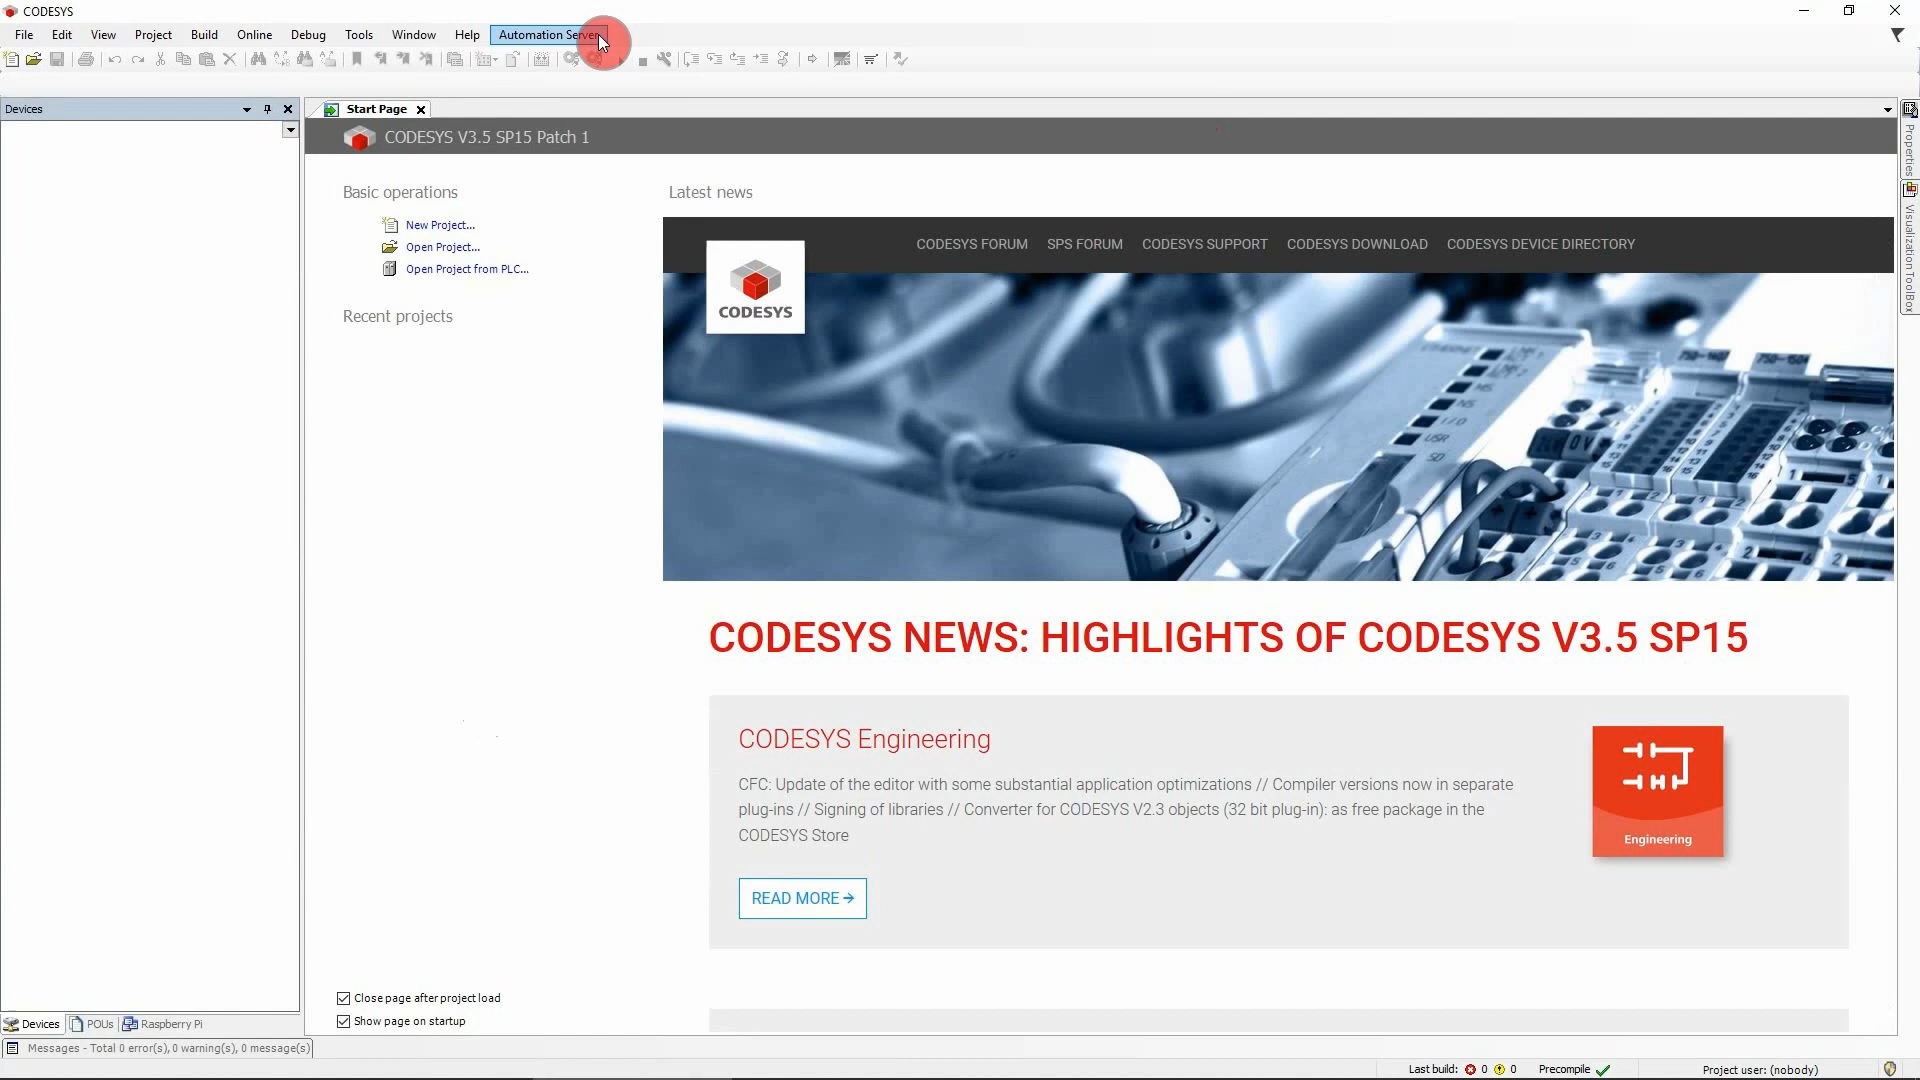 CODESYS
File Edit View Project Build Online Debug Tools Window Help Automation Server
Devices
Start Page
CODESYS V3.5 SP15 Patch 1
Basic operations
New Project...
Open Project...
Open Project from PLC...
Recent projects
Latest news
CODESYS FORUM SPS FORUM CODESYS SUPPORT CODESYS DOWNLOAD CODESYS DEVICE DIRECTORY
CODESYS
CODESYS NEWS: HIGHLIGHTS OF CODESYS V3.5 SP15
CODESYS Engineering
CFC: Update of the editor with some substantial application optimizations // Compiler versions now in separate
plug-ins // Signing of libraries // Converter for CODESYS V2.3 objects (32 bit plug-in): as free package in the
CODESYS Store
READ MORE →
Engineering
Close page after project load
Show page on startup
Properties
Visualization ToolBox
Devices POUs Raspberry Pi
Messages - Total 0 error(s), 0 warning(s), 0 message(s)
Last build: 0 0 Precompile Project user: (nobody)